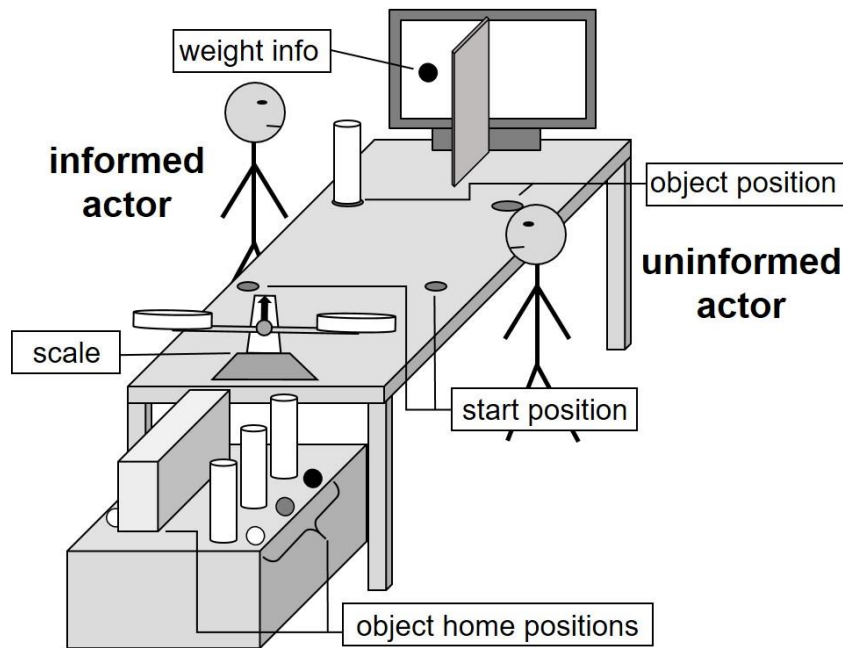 weight info
informed
actor
object position
uninformed
actor
scale
start position
object home positions